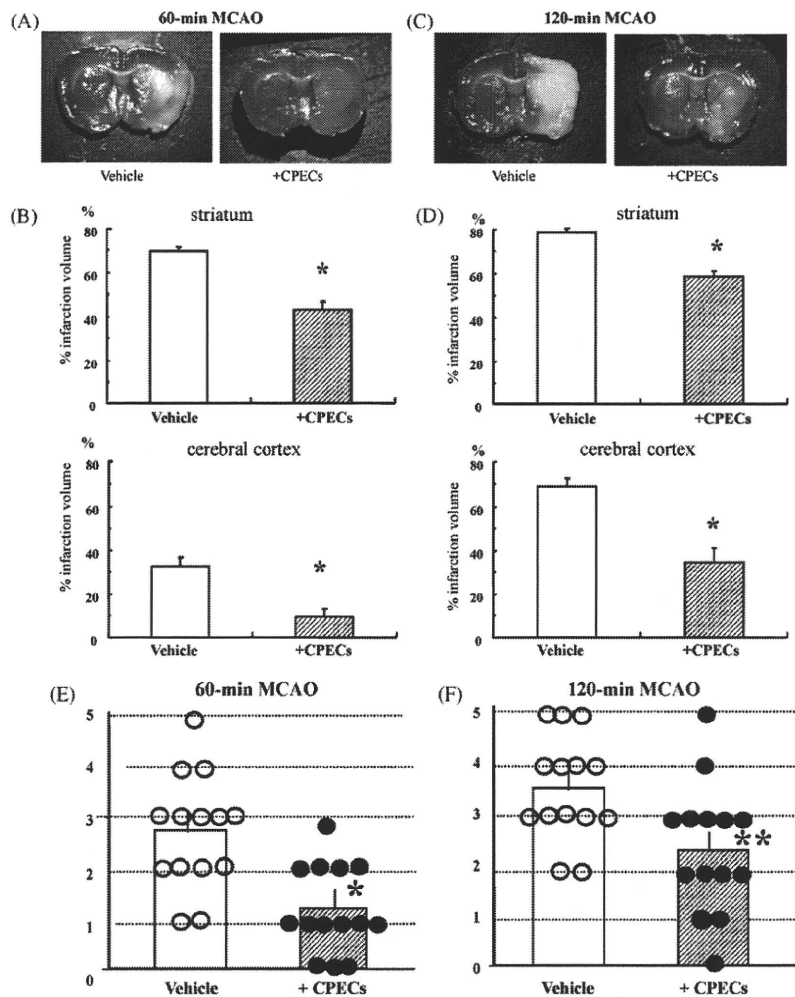 (A) 60-min MCAO
(C) 120-min MCAO
Vehicle +CPECs
Vehicle +CPECs
(B) striatum
%
80
60
40
20
0
% infarction volume
Vehicle +CPECs
(D) striatum
%
80
60
40
20
0
% infarction volume
Vehicle +CPECs
cerebral cortex
%
80
60
40
20
0
% infarction volume
Vehicle +CPECs
cerebral cortex
%
80
60
40
20
0
% infarction volume
Vehicle +CPECs
*
*
*
*
(E) 60-min MCAO
5
4
3
2
1
0
*
Vehicle + CPECs
(F) 120-min MCAO
5
4
3
2
1
0
**
Vehicle + CPECs